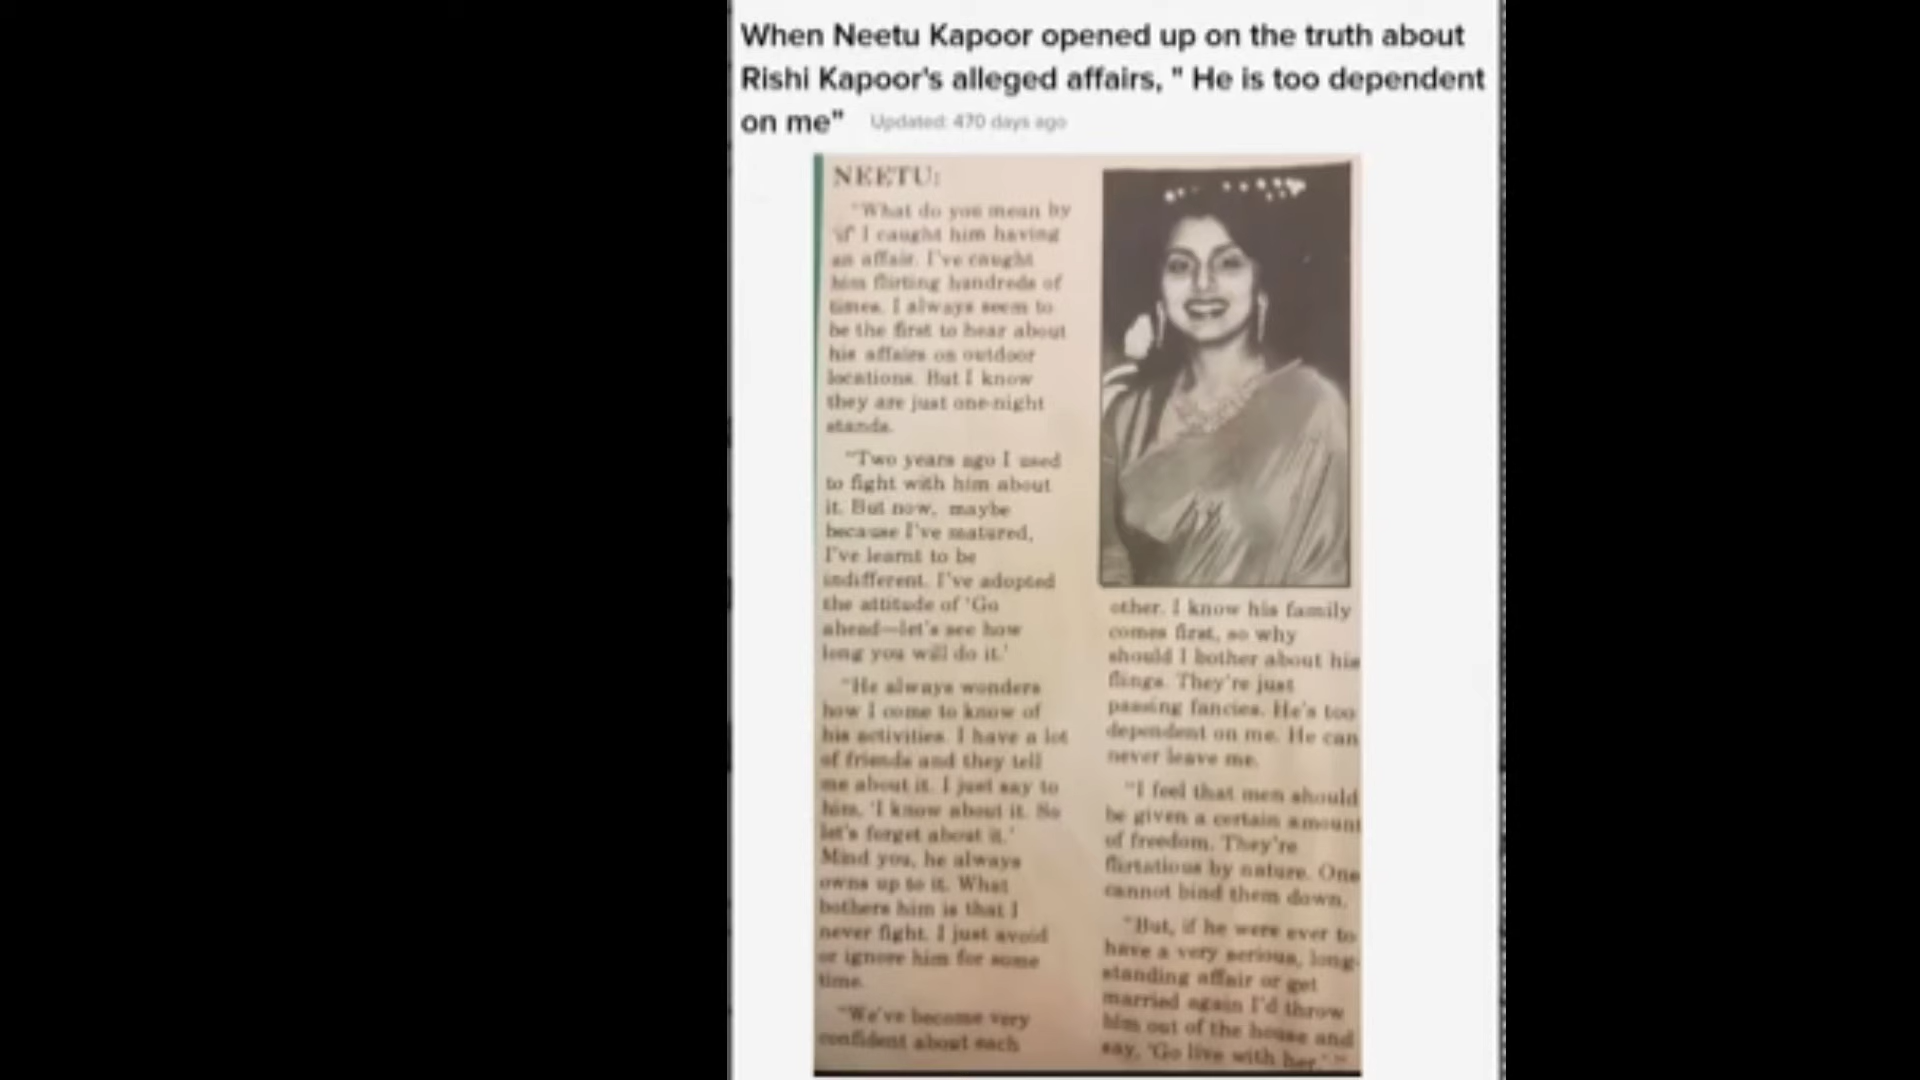 When Neetu Kapoor opened up on the truth about
Rishi Kapoor's alleged affairs, " He is too dependent
on me" Updated: 470 days ago
NEETU:
"What do you mean by
'if' I caught him having
an affair. I've caught
him flirting hundreds of
times. I always seem to
be the first to hear about
his affairs on outdoor
locations. But I know
they are just one-night
stands.
"Two years ago I used
to fight with him about
it. But now, maybe
because I've matured,
I've learnt to be
indifferent. I've adopted
the attitude of 'Go
ahead—let's see how
long you will do it.'
"He always wonders
how I come to know of
his activities. I have a lot
of friends and they tell
me about it. I just say to
him, 'I know about it. So
let's forget about it.'
Mind you, he always
owns up to it. What
bothers him is that I
never fight. I just avoid
or ignore him for some
time.
"We've become very
confident about each
other. I know his family
comes first, so why
should I bother about his
flings. They're just
passing fancies. He's too
dependent on me. He can
never leave me.
"I feel that men should
be given a certain amount
of freedom. They're
flirtatious by nature. One
cannot bind them down.
"But, if he were ever to
have a very serious, long-
standing affair or get
married again I'd throw
him out of the house and
say, 'Go live with her.'"